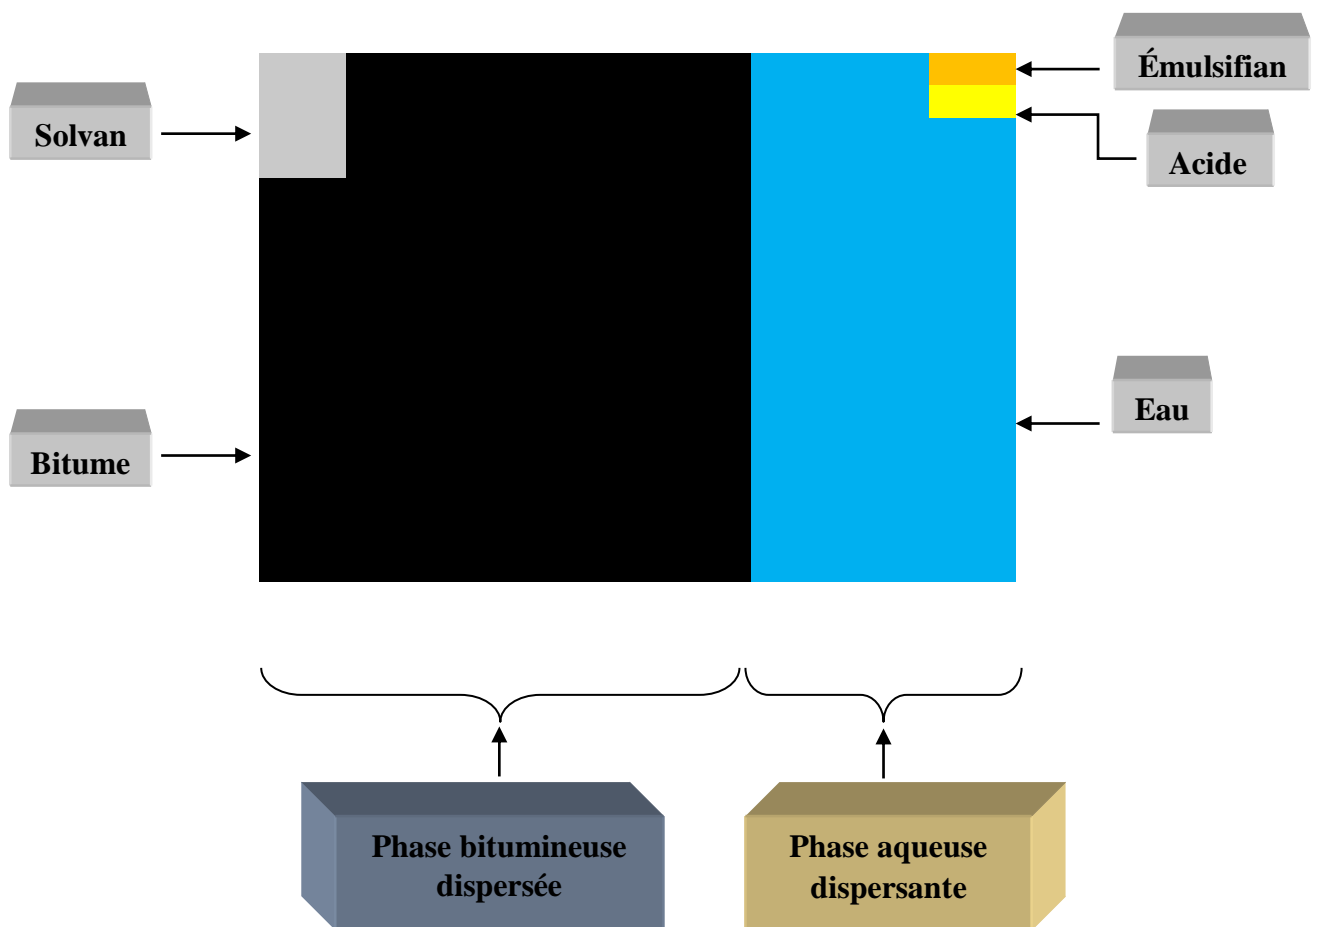 Émulsifian
Solvan
Acide
Eau
Bitume
Phase bitumineuse
dispersée
Phase aqueuse
dispersante